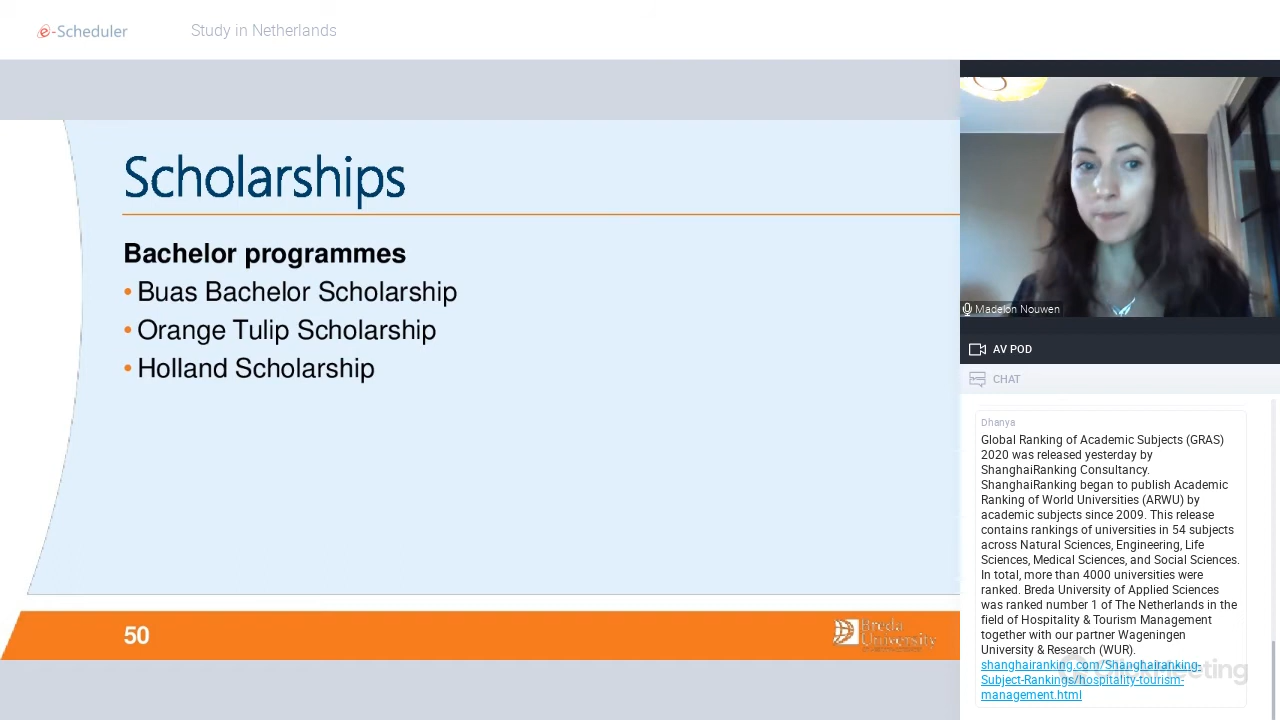 e-Scheduler
Study in Netherlands
Scholarships
Bachelor programmes
• Buas Bachelor Scholarship
• Orange Tulip Scholarship
• Holland Scholarship
50
Breda
University
Madelon Nouwen
AV POD
CHAT
Dhanya
Global Ranking of Academic Subjects (GRAS)
2020 was released yesterday by
ShanghaiRanking Consultancy.
ShanghaiRanking began to publish Academic
Ranking of World Universities (ARWU) by
academic subjects since 2009. This release
contains rankings of universities in 54 subjects
across Natural Sciences, Engineering, Life
Sciences, Medical Sciences, and Social Sciences.
In total, more than 4000 universities were
ranked. Breda University of Applied Sciences
was ranked number 1 of The Netherlands in the
field of Hospitality & Tourism Management
together with our partner Wageningen
University & Research (WUR).
shanghairanking.com/Shanghairanking-
Subject-Rankings/hospitality-tourism-
management.html
ClickMeeting